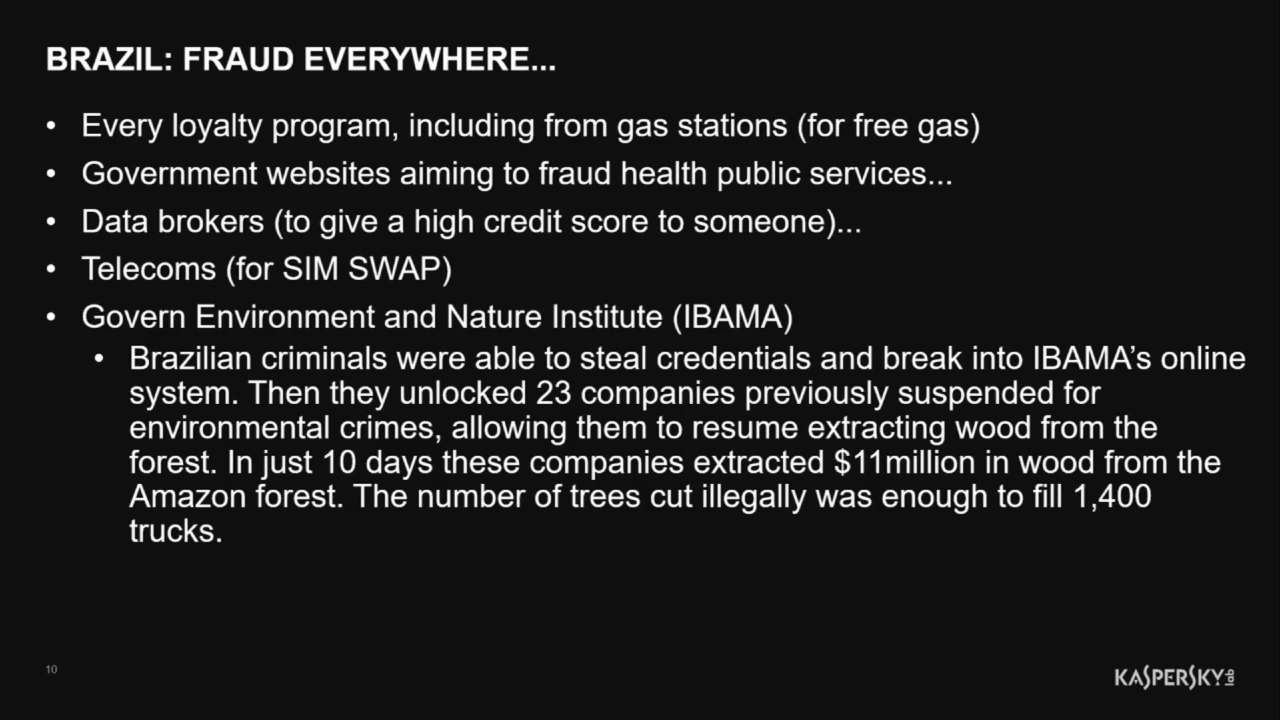 BRAZIL: FRAUD EVERYWHERE...
• Every loyalty program, including from gas stations (for free gas)
• Government websites aiming to fraud health public services...
• Data brokers (to give a high credit score to someone)...
• Telecoms (for SIM SWAP)
• Govern Environment and Nature Institute (IBAMA)
• Brazilian criminals were able to steal credentials and break into IBAMA’s online
system. Then they unlocked 23 companies previously suspended for
environmental crimes, allowing them to resume extracting wood from the
forest. In just 10 days these companies extracted $11million in wood from the
Amazon forest. The number of trees cut illegally was enough to fill 1,400
trucks.
10
KASPERSKY lab